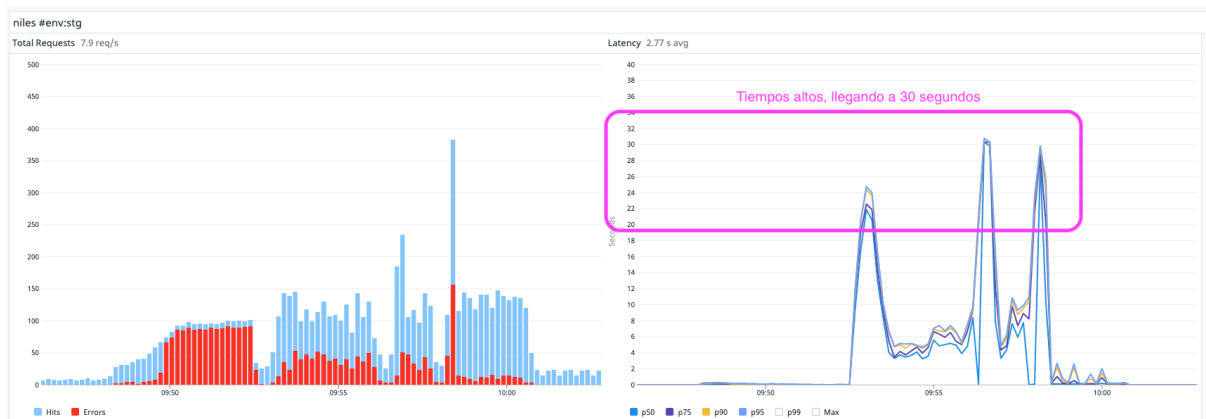 niles #env:stg
Total Requests 7.9 req/s
500
450
400
350
300
250
200
150
100
50
0
09:50
09:55
10:00
Hits
Errors
Latency 2.77 s avg
Tiempos altos, llegando a 30 segundos
Seconds
40
38
36
34
32
30
28
26
24
22
20
18
16
14
12
10
8
6
4
2
0
09:50
09:55
10:00
p50
p75
p90
p95
p99
Max